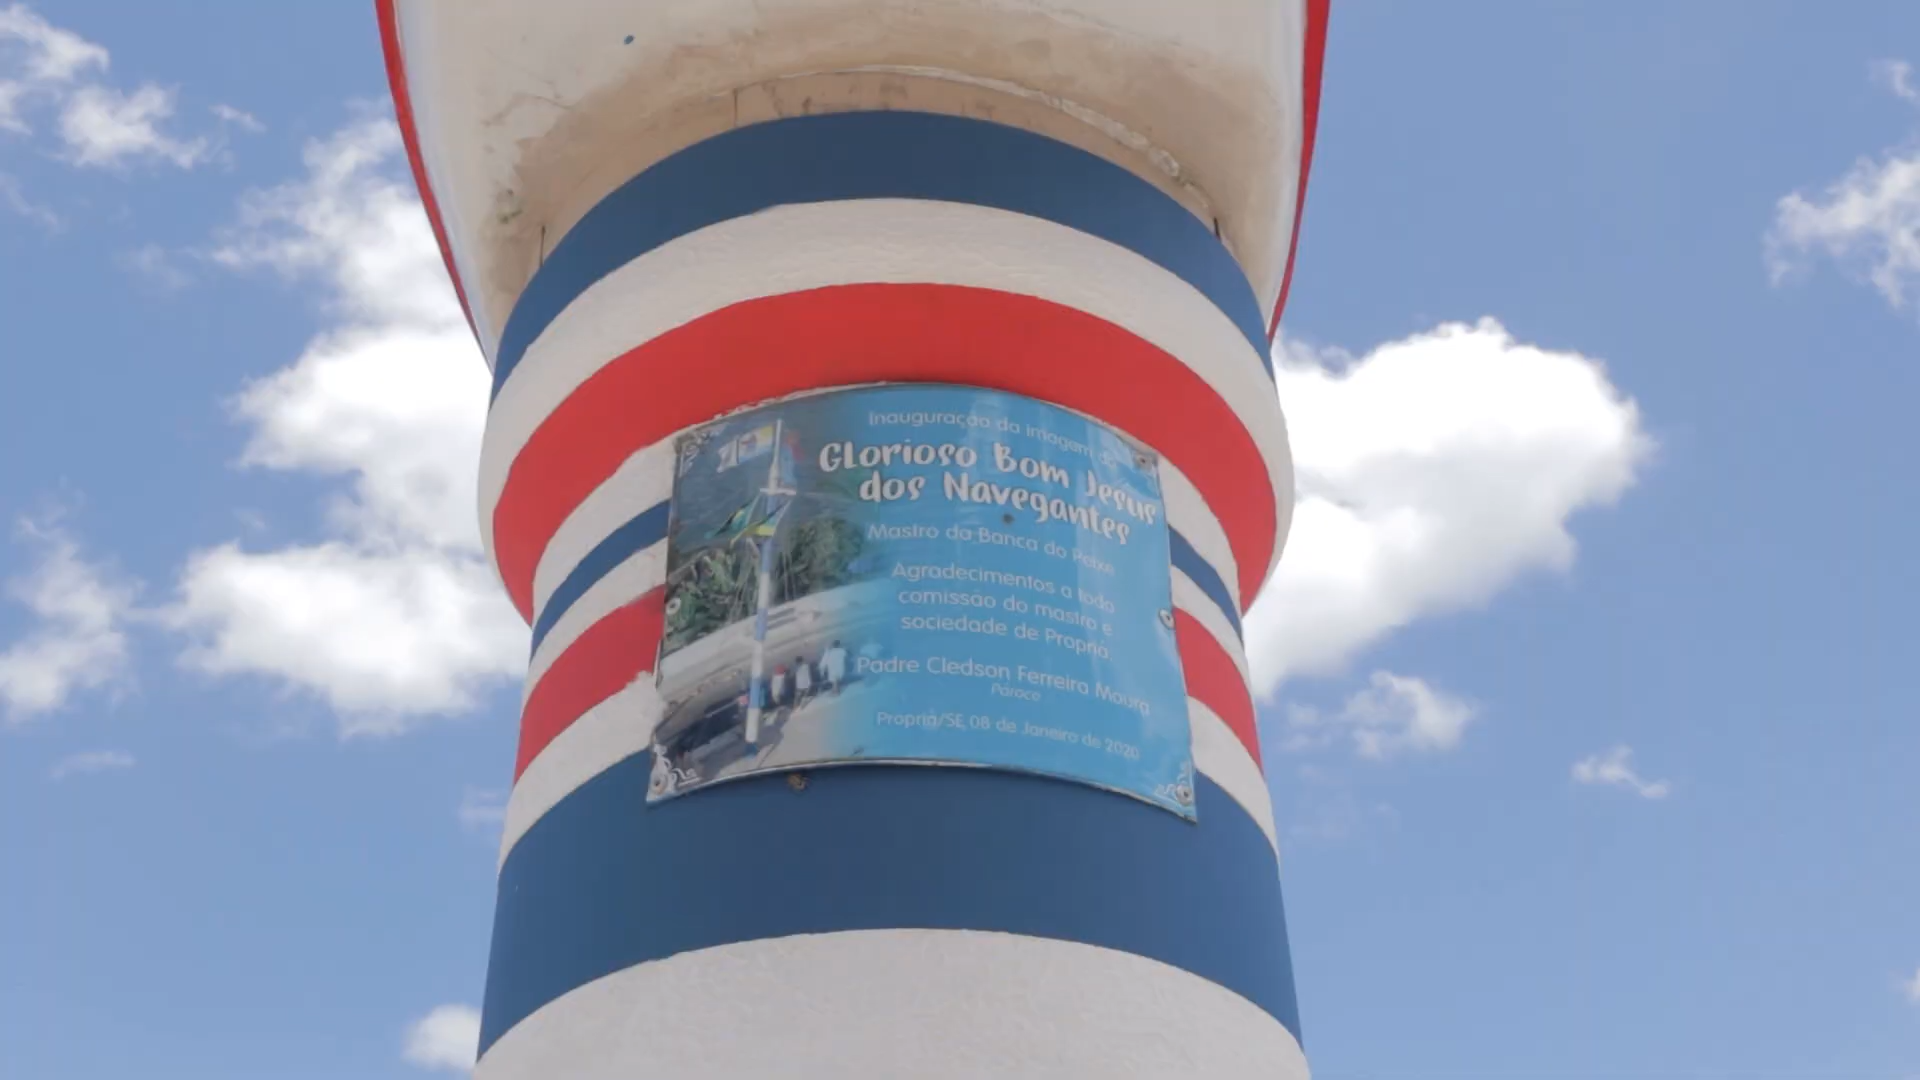 Inauguração da imagem do
Glorioso Bom Jesus
dos Navegantes
Mastro da Banca do Peixe
Agradecimentos a toda
comissão do mastro e
sociedade de Propriá.
Padre Cledson Ferreira Moura
Pároco
Propriá/SE, 08 de Janeiro de 2020